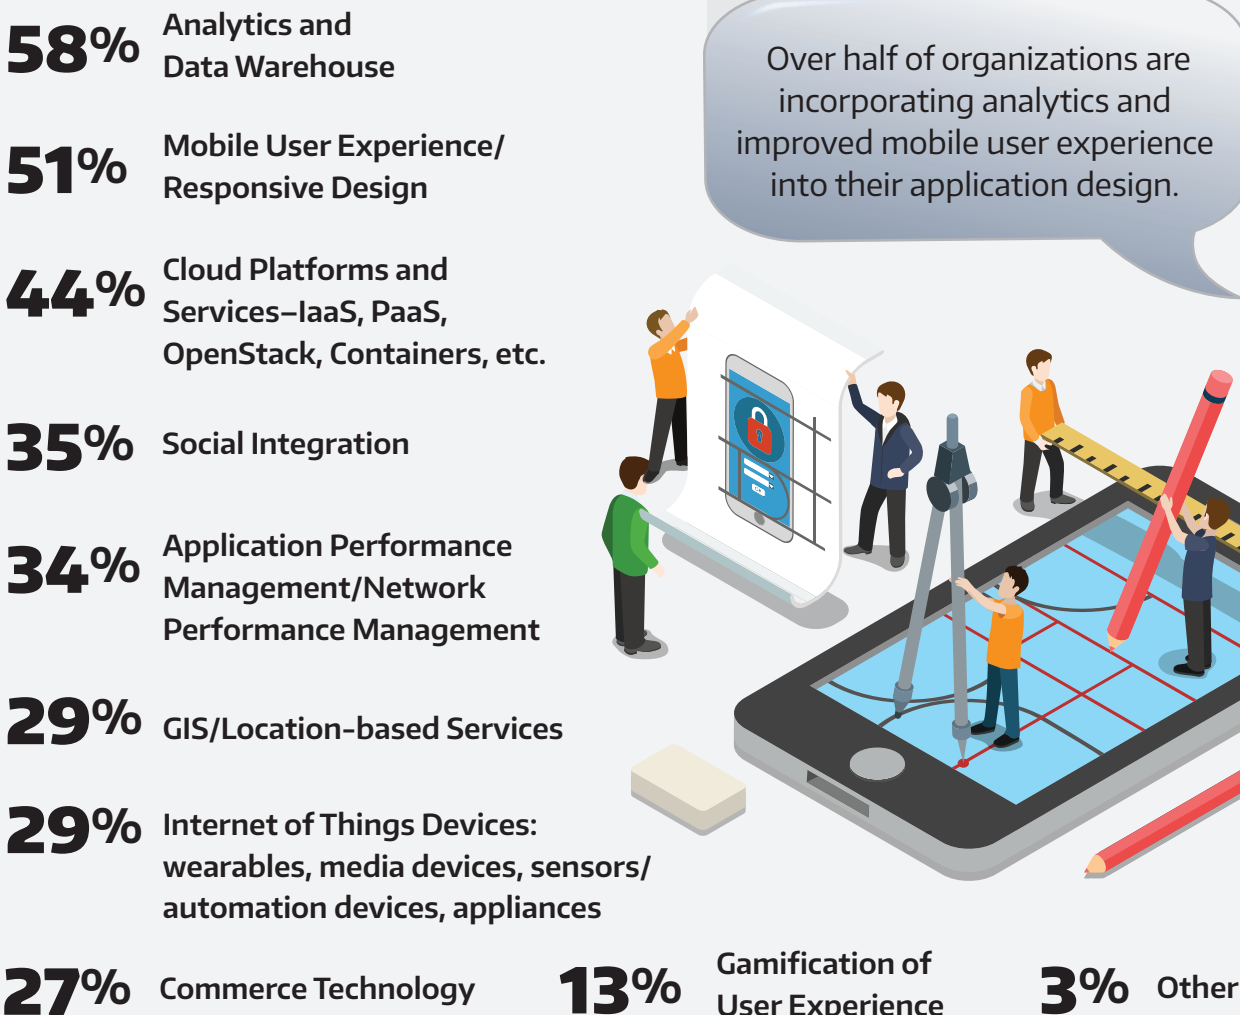 58% Analytics and
Data Warehouse
Over half of organizations are
incorporating analytics and
improved mobile user experience
into their application design.
51% Mobile User Experience/
Responsive Design
44% Cloud Platforms and
Services–IaaS, PaaS,
OpenStack, Containers, etc.
35% Social Integration
34% Application Performance
Management/Network
Performance Management
29% GIS/Location-based Services
29% Internet of Things Devices:
wearables, media devices, sensors/
automation devices, appliances
27% Commerce Technology
13% Gamification of
User Experience
3% Other